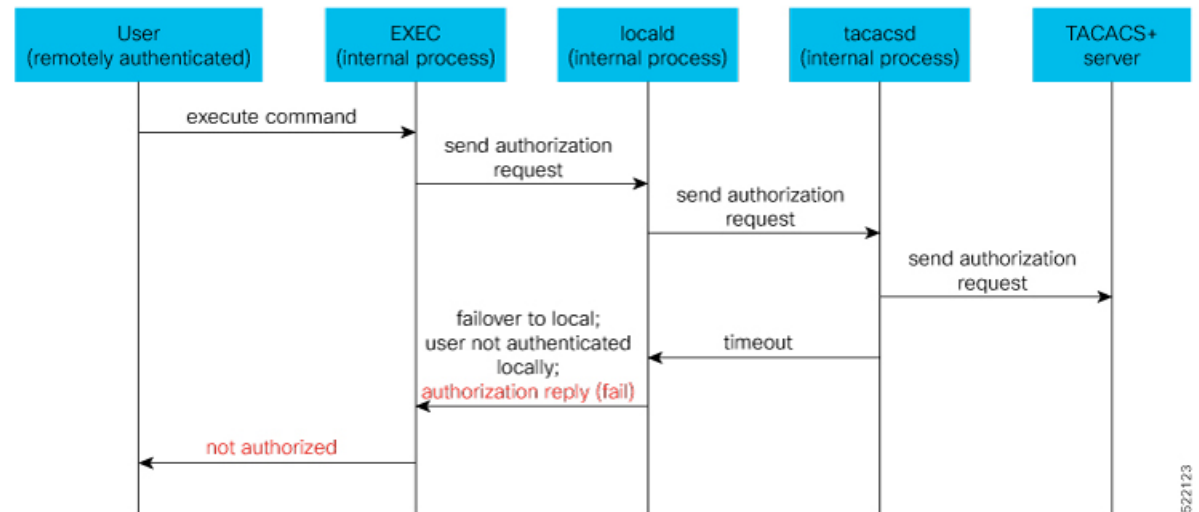 User
(remotely authenticated)
EXEC
(internal process)
locald
(internal process)
tacacsd
(internal process)
TACACS+
server
execute command
send authorization
request
send authorization
request
send authorization
request
timeout
failover to local;
user not authenticated
locally;
authorization reply (fail)
not authorized
522123